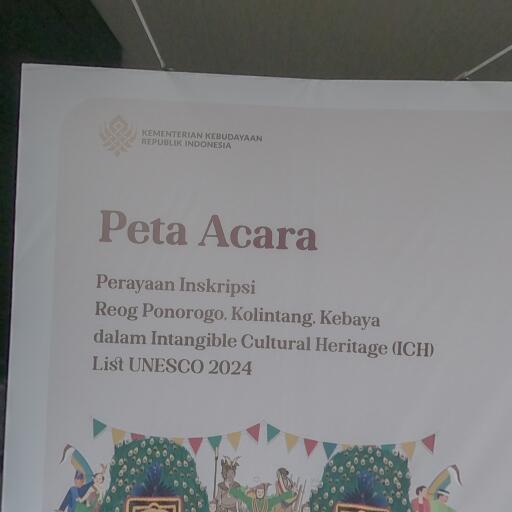 KEMENTERIAN KEBUDAYAAN
REPUBLIK INDONESIA
Peta Acara
Perayaan Inskripsi
Reog Ponorogo, Kolintang, Kebaya
dalam Intangible Cultural Heritage (ICH)
List UNESCO 2024